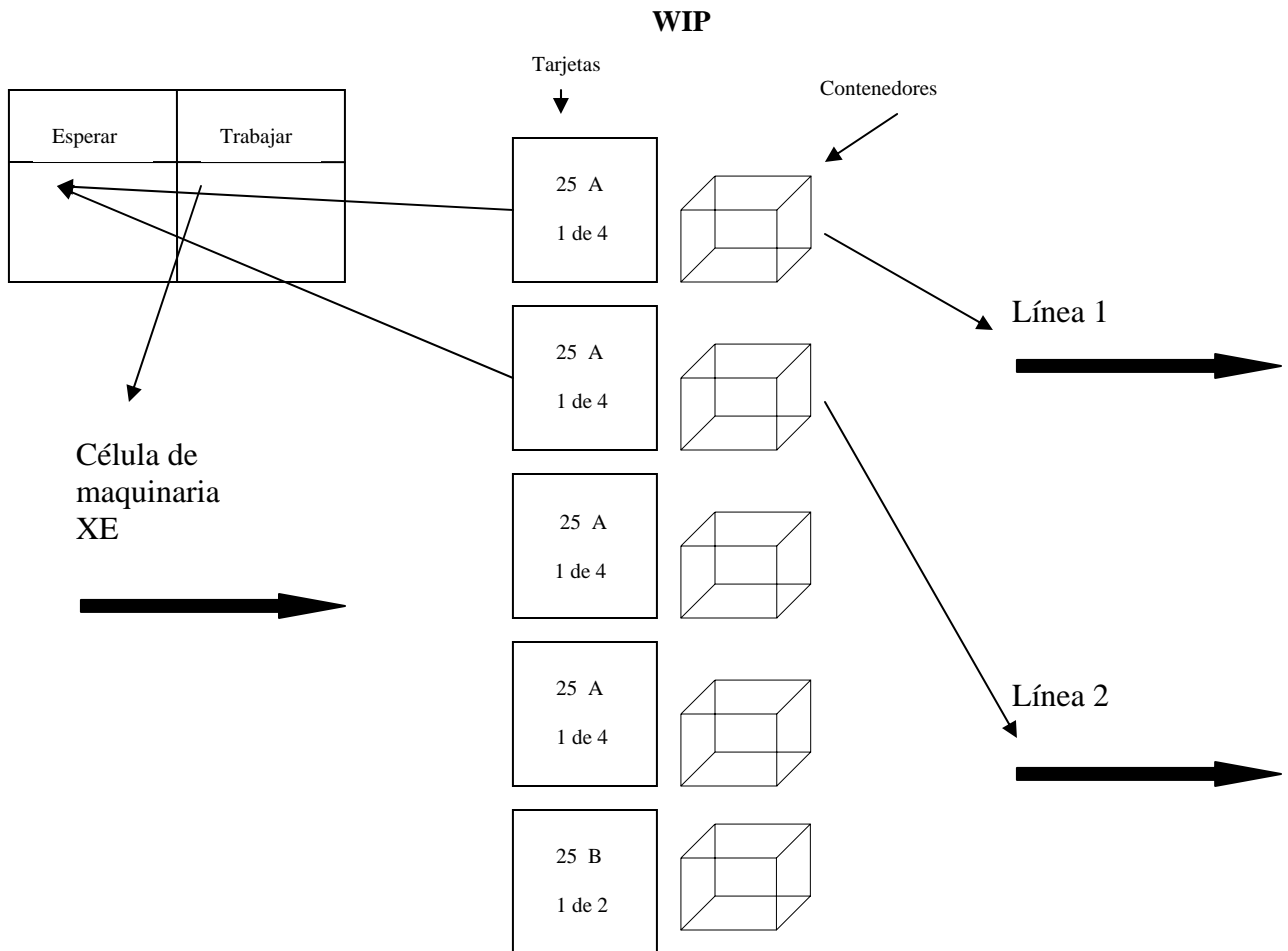 WIP
Tarjetas
Contenedores
Esperar
Trabajar
25 A
1 de 4
Línea 1
25 A
1 de 4
Célula de
maquinaria
XE
25 A
1 de 4
25 A
1 de 4
Línea 2
25 B
1 de 2